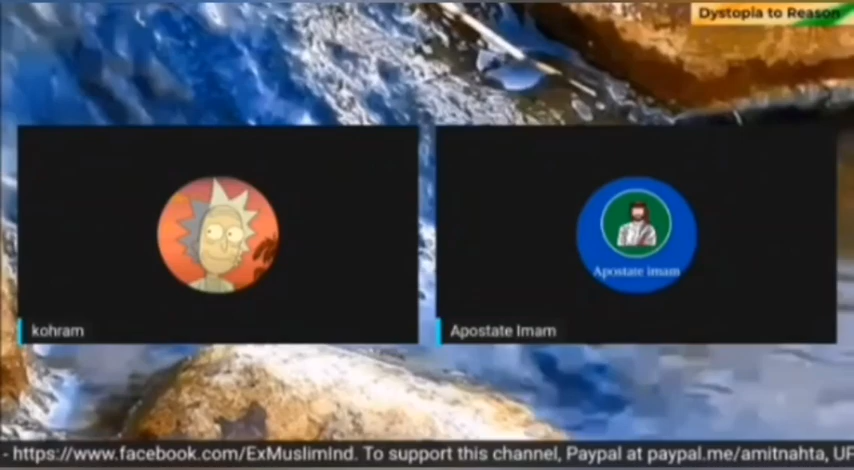 Dystopia to Reason
Apostate imam
kohram
Apostate Imam
- https://www.facebook.com/ExMuslimInd. To support this channel, Paypal at paypal.me/amitnahta, UP